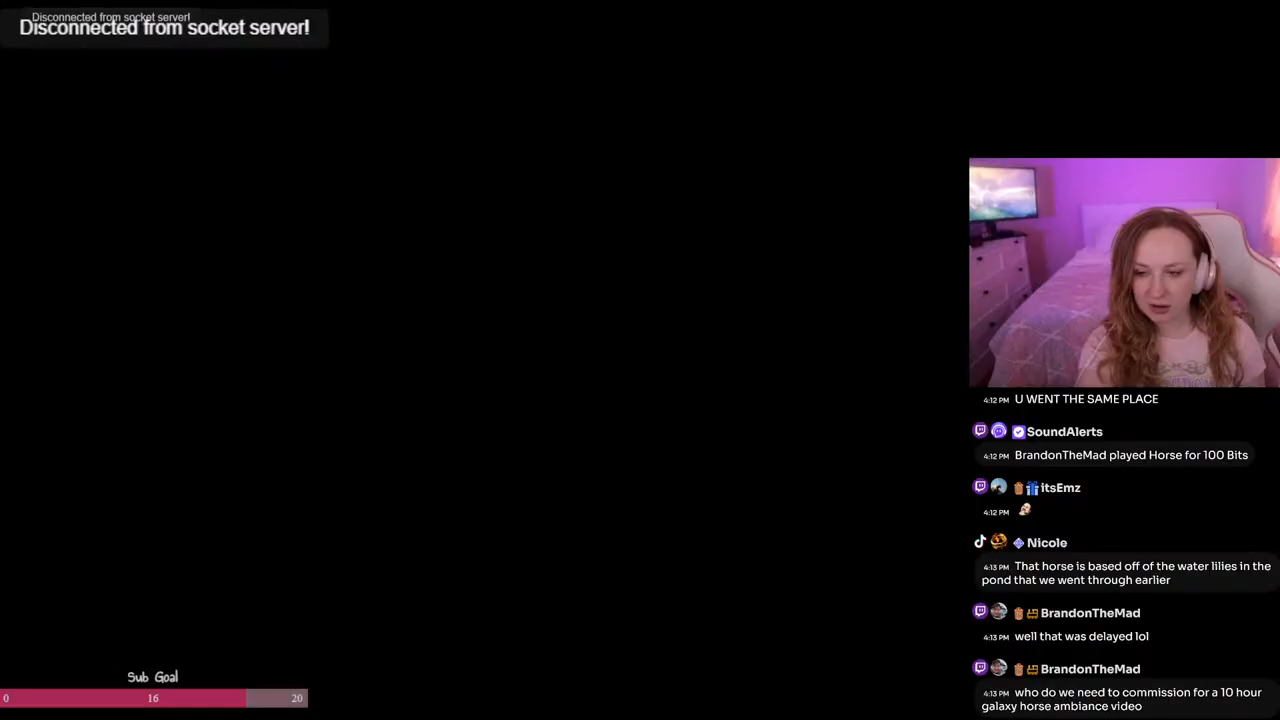 Disconnected from socket server!
Disconnected from socket server!
4:12 PM U WENT THE SAME PLACE
SoundAlerts
4:12 PM BrandonTheMad played Horse for 100 Bits
itsEmz
4:12 PM
Nicole
4:13 PM That horse is based off of the water lilies in the
pond that we went through earlier
BrandonTheMad
4:13 PM well that was delayed lol
BrandonTheMad
4:13 PM who do we need to commission for a 10 hour
galaxy horse ambiance video
Sub Goal
0 16 20